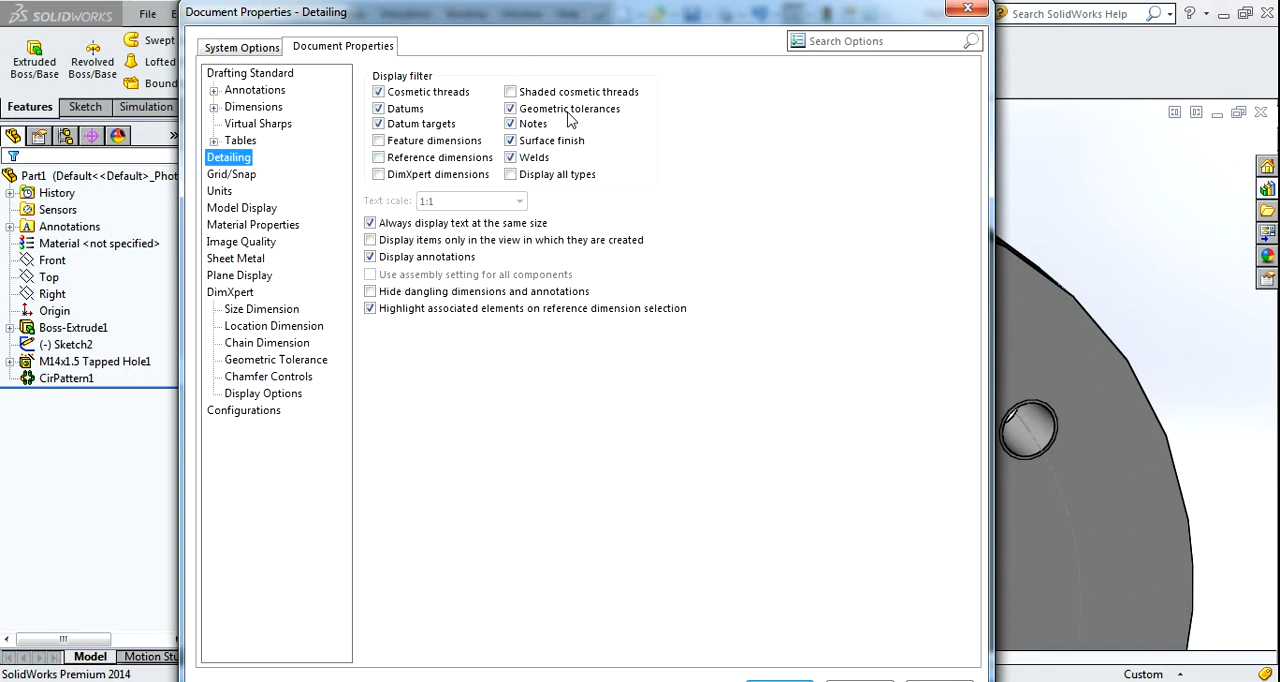 SOLIDWORKS
File
Document Properties - Detailing
Search SolidWorks Help
Extruded Boss/Base
Revolved Boss/Base
Swept
Lofted
Bound
Features
Sketch
Simulation
System Options
Document Properties
Search Options
Part1 (Default<<Default>_Phot
History
Sensors
Annotations
Material <not specified>
Front
Top
Right
Origin
Boss-Extrude1
(-) Sketch2
M14x1.5 Tapped Hole1
CirPattern1
Drafting Standard
Annotations
Dimensions
Virtual Sharps
Tables
Detailing
Grid/Snap
Units
Model Display
Material Properties
Image Quality
Sheet Metal
Plane Display
DimXpert
Size Dimension
Location Dimension
Chain Dimension
Geometric Tolerance
Chamfer Controls
Display Options
Configurations
Display filter
Cosmetic threads
Shaded cosmetic threads
Datums
Geometric tolerances
Datum targets
Notes
Feature dimensions
Surface finish
Reference dimensions
Welds
DimXpert dimensions
Display all types
Text scale: 1:1
Always display text at the same size
Display items only in the view in which they are created
Display annotations
Use assembly setting for all components
Hide dangling dimensions and annotations
Highlight associated elements on reference dimension selection
Model
Motion Stu
SolidWorks Premium 2014
Custom